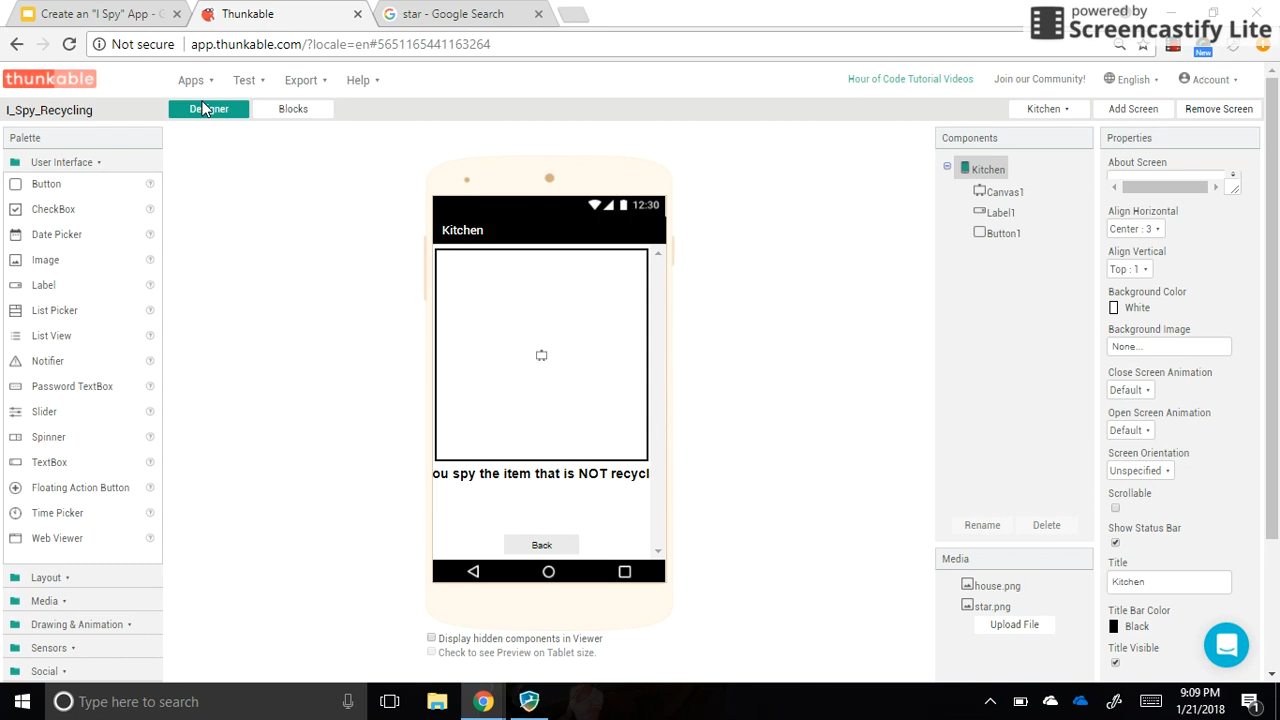 Create an "I Spy" App - G
Thunkable
star - Google Search
powered by
Screencastify Lite
Not secure
app.thunkable.com/?locale=en#5651165441163264
New
thunkable
Apps
Test
Export
Help
Hour of Code Tutorial Videos
Join our Community!
English
Account
I_Spy_Recycling
Designer
Blocks
Kitchen
Add Screen
Remove Screen
Palette
User Interface
Button
CheckBox
Date Picker
Image
Label
List Picker
List View
Notifier
Password TextBox
Slider
Spinner
TextBox
Floating Action Button
Time Picker
Web Viewer
Layout
Media
Drawing & Animation
Sensors
Social
12:30
Kitchen
ou spy the item that is NOT recycl
Back
Display hidden components in Viewer
Check to see Preview on Tablet size.
Components
Kitchen
Canvas1
Label1
Button1
Rename
Delete
Media
house.png
star.png
Upload File
Properties
About Screen
Align Horizontal
Center : 3
Align Vertical
Top : 1
Background Color
White
Background Image
None...
Close Screen Animation
Default
Open Screen Animation
Default
Screen Orientation
Unspecified
Scrollable
Show Status Bar
Title
Kitchen
Title Bar Color
Black
Title Visible
Type here to search
9:09 PM
1/21/2018
1